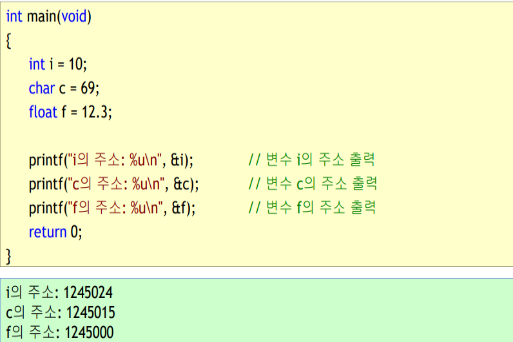 int main(void)
{
int i = 10;
char c = 69;
float f = 12.3;
printf("i의 주소: %u\n", &i); // 변수 i의 주소 출력
printf("c의 주소: %u\n", &c); // 변수 c의 주소 출력
printf("f의 주소: %u\n", &f); // 변수 f의 주소 출력
return 0;
}
i의 주소: 1245024
c의 주소: 1245015
f의 주소: 1245000